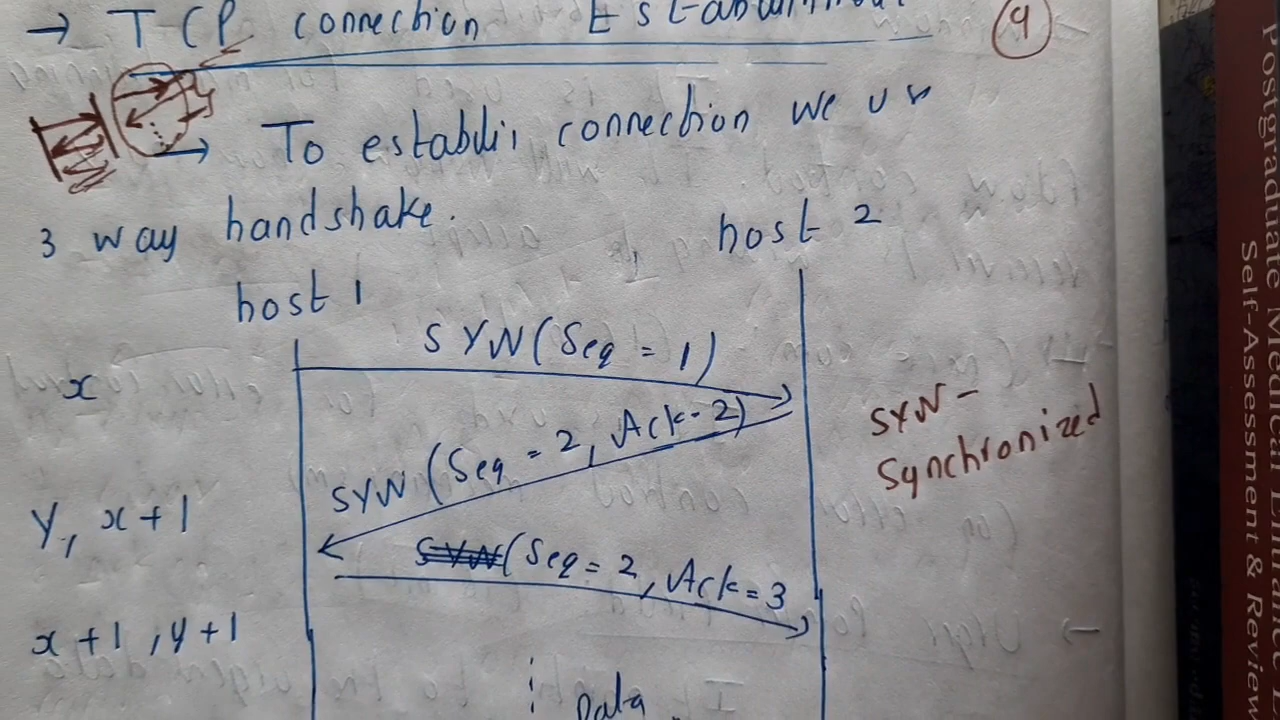 → TCP connection
9
→ To establi, connection we us
3 way handshake.
host 1
host 2
SYN (Seq = 1)
x
SYN (Seq = 2, Ack = 2)
SYN -
Synchronized
y, x+1
SYN (Seq = 2, Ack = 3
x+1, y+1
Data
Postgraduate Medical Entrance E
Self-Assessment & Review